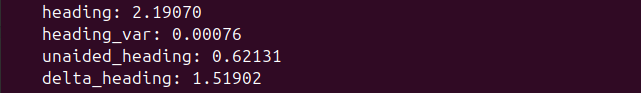 heading: 2.19070
heading_var: 0.00076
unaided_heading: 0.62131
delta_heading: 1.51902